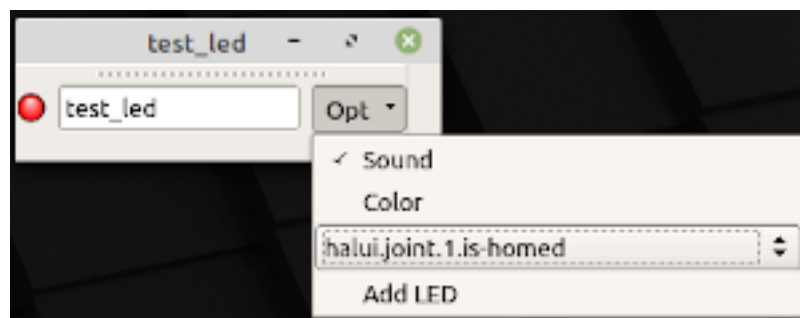 test_led
test_led
Opt
Sound
Color
halui.joint.1.is-homed
Add LED